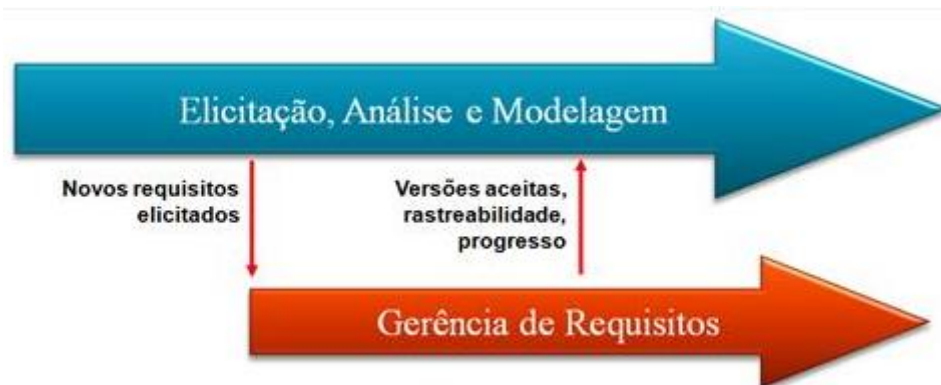 Elicitação, Análise e Modelagem
Novos requisitos
elicitados
Versões aceitas,
rastreabilidade,
progresso
Gerência de Requisitos